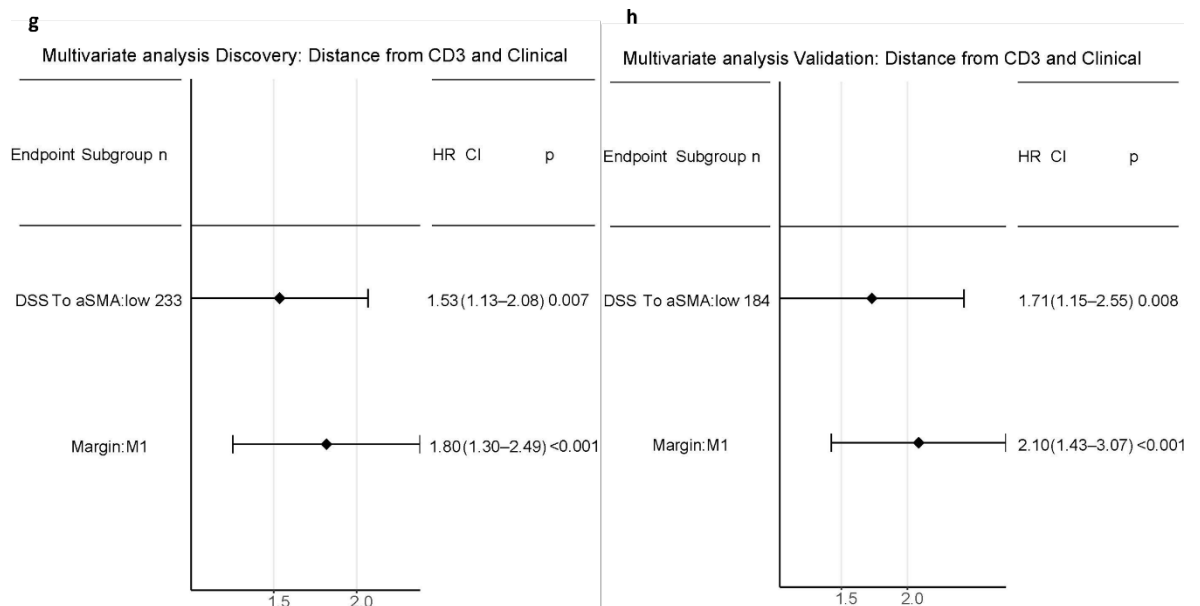 g
Multivariate analysis Discovery: Distance from CD3 and Clinical
Endpoint Subgroup n HR CI p
DSS To aSMA:low 233 1.53(1.13–2.08) 0.007
Margin:M1 1.80(1.30–2.49) <0.001
1.5 2.0
h
Multivariate analysis Validation: Distance from CD3 and Clinical
Endpoint Subgroup n HR CI p
DSS To aSMA:low 184 1.71(1.15–2.55) 0.008
Margin:M1 2.10(1.43–3.07) <0.001
1.5 2.0